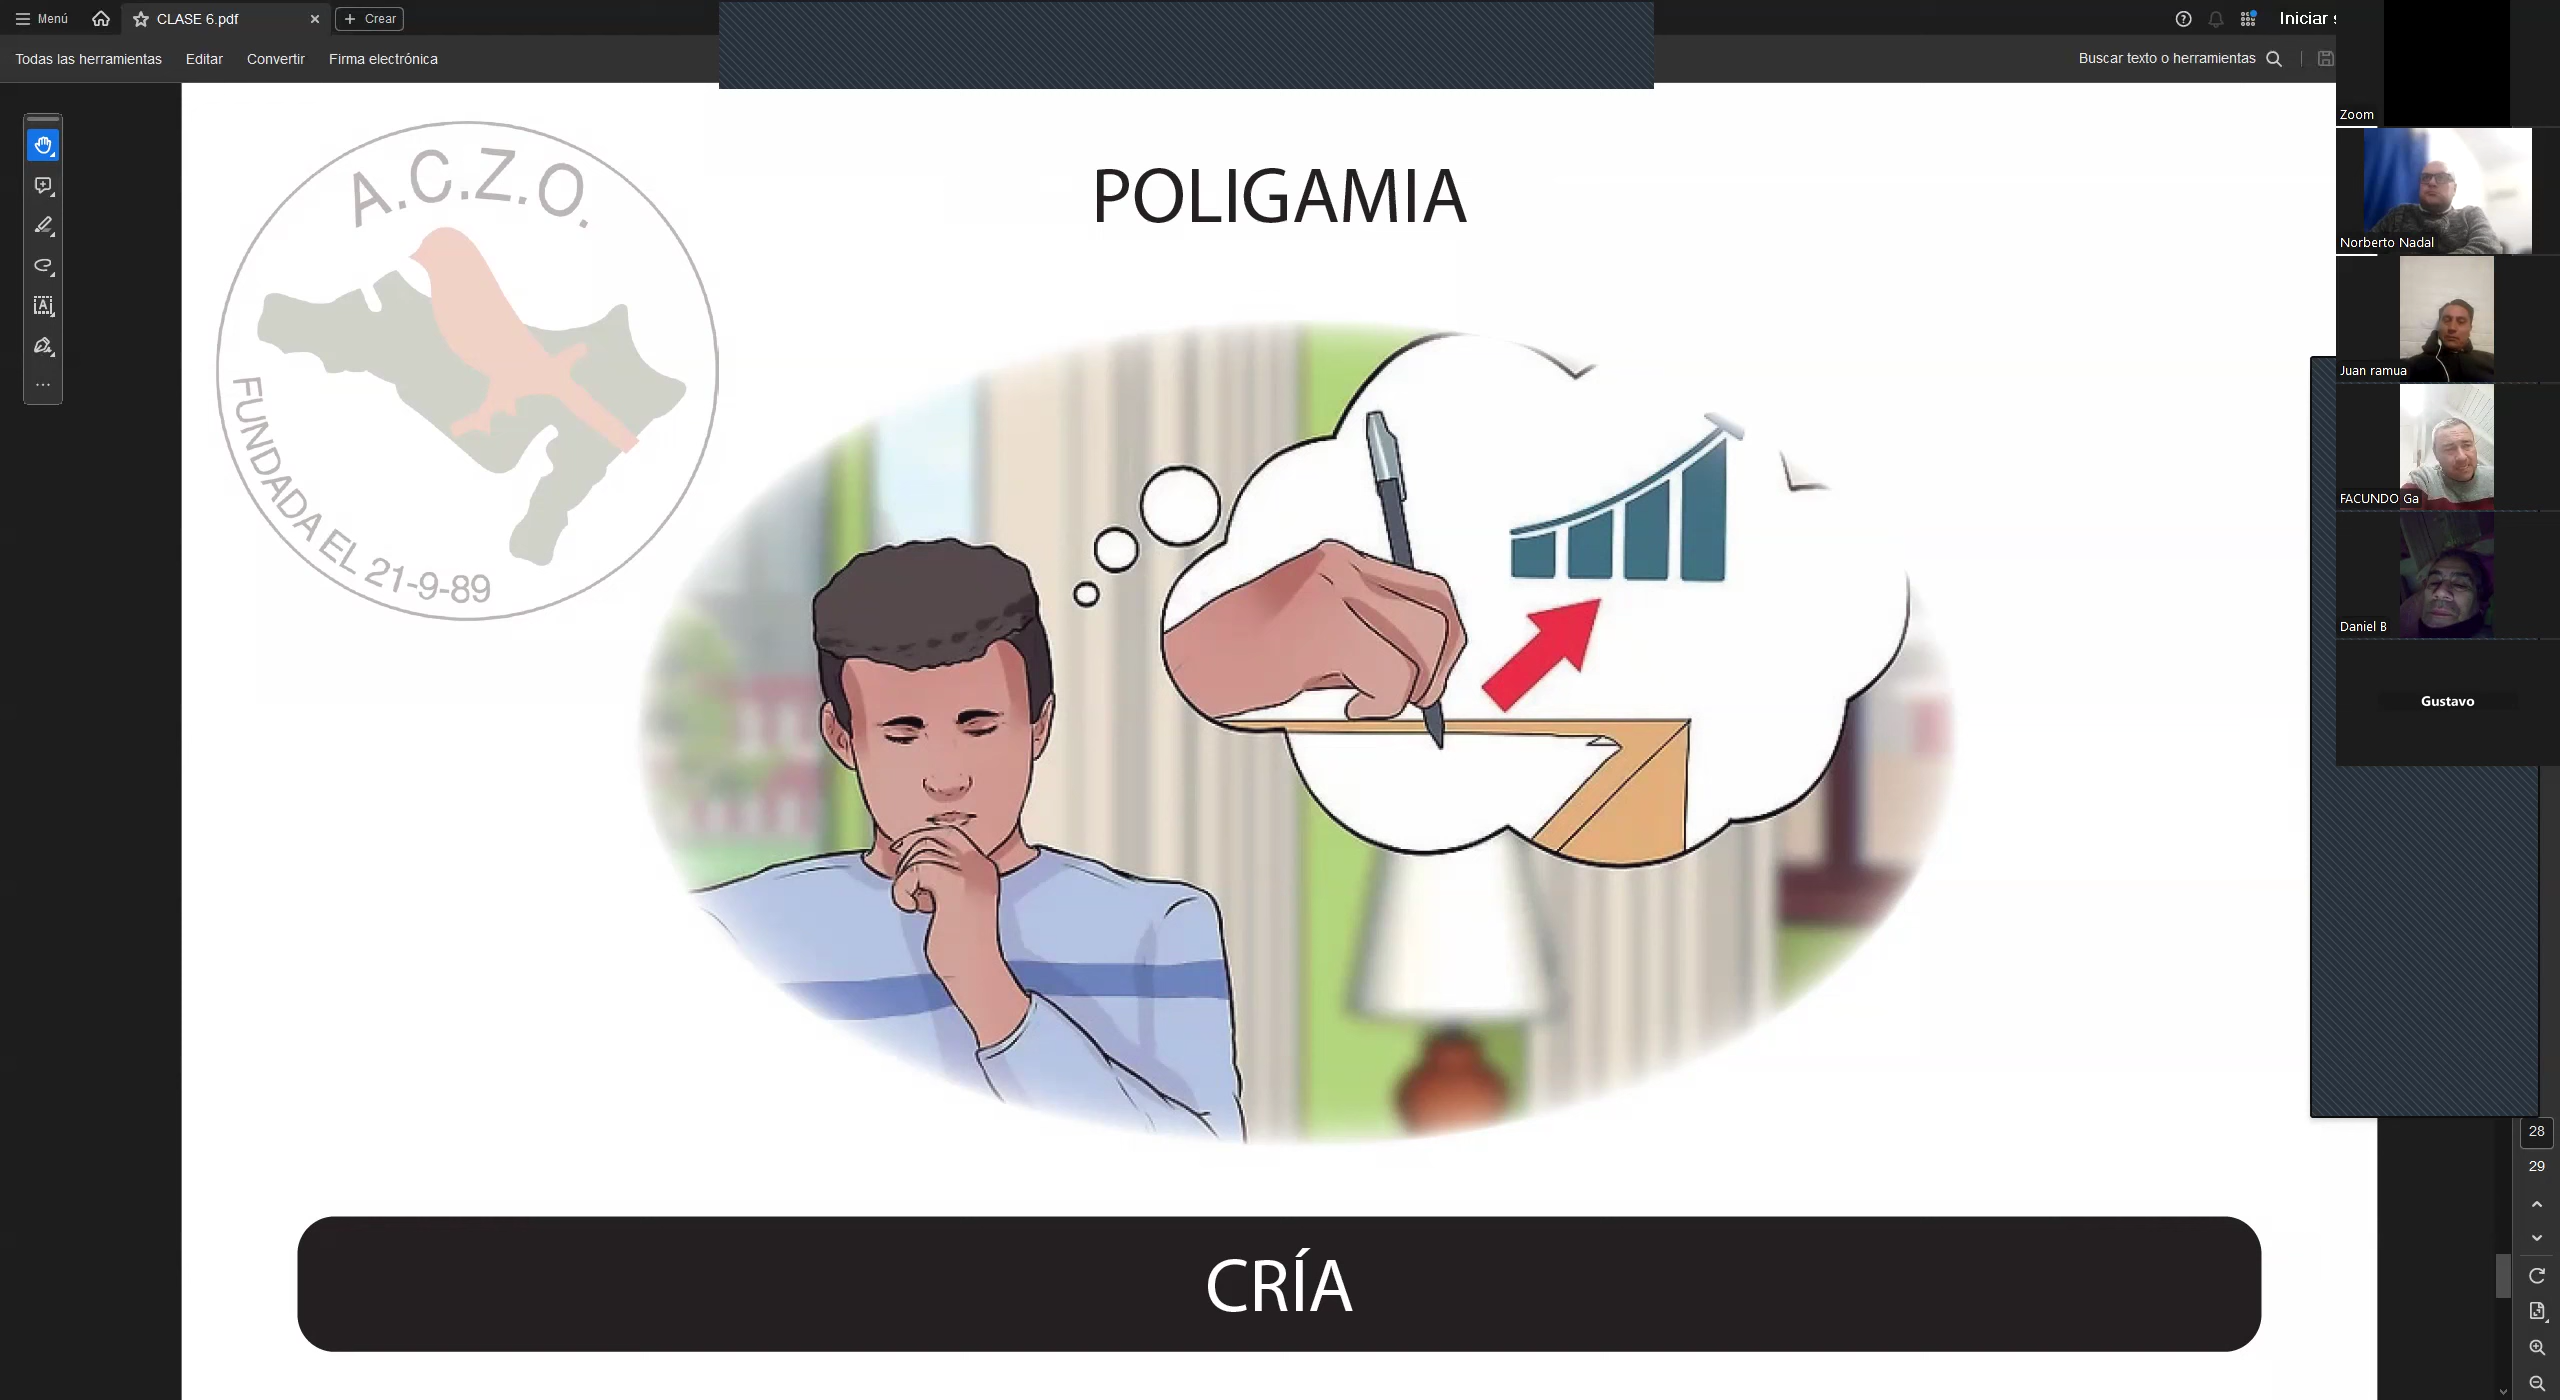 Menú
CLASE 6.pdf
Crear
Iniciar s
Todas las herramientas
Editar
Convertir
Firma electrónica
Buscar texto o herramientas
A.C.Z.O.
FUNDADA EL 21-9-89
POLIGAMIA
CRÍA
Zoom
Norberto Nadal
Juan ramua
FACUNDO Ga
Daniel B
Gustavo
28
29